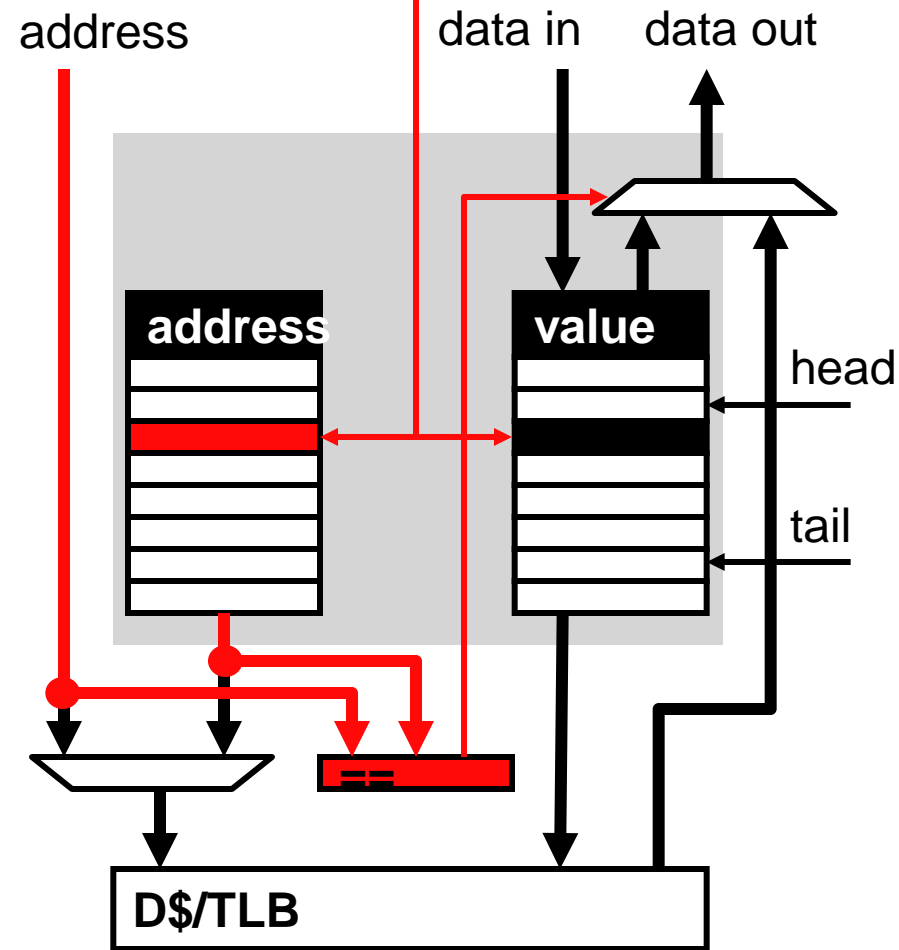 address
data in
data out
address
value
head
tail
==
D$/TLB